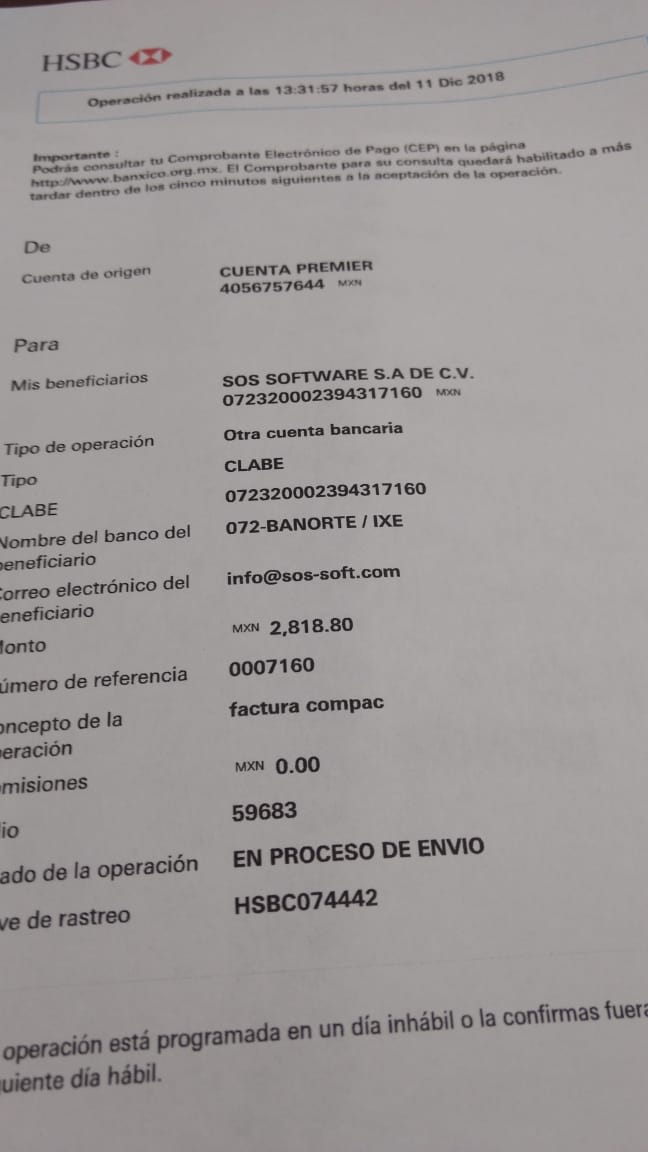 HSBC
Operación realizada a las 13:31:57 horas del 11 Dic 2018
Importante :
Podrás consultar tu Comprobante Electrónico de Pago (CEP) en la página
http://www.banxico.org.mx. El Comprobante para su consulta quedará habilitado a más
tardar dentro de los cinco minutos siguientes a la aceptación de la operación.
De
Cuenta de origen CUENTA PREMIER
4056757644 MXN
Para
Mis beneficiarios SOS SOFTWARE S.A DE C.V.
072320002394317160 MXN
Tipo de operación Otra cuenta bancaria
Tipo CLABE
CLABE 072320002394317160
Nombre del banco del 072-BANORTE / IXE
beneficiario
Correo electrónico del info@sos-soft.com
eneficiario
Monto MXN 2,818.80
úmero de referencia 0007160
oncepto de la factura compac
eración
misiones MXN 0.00
io 59683
ado de la operación EN PROCESO DE ENVIO
ve de rastreo HSBC074442
operación está programada en un día inhábil o la confirmas fuera
guiente día hábil.